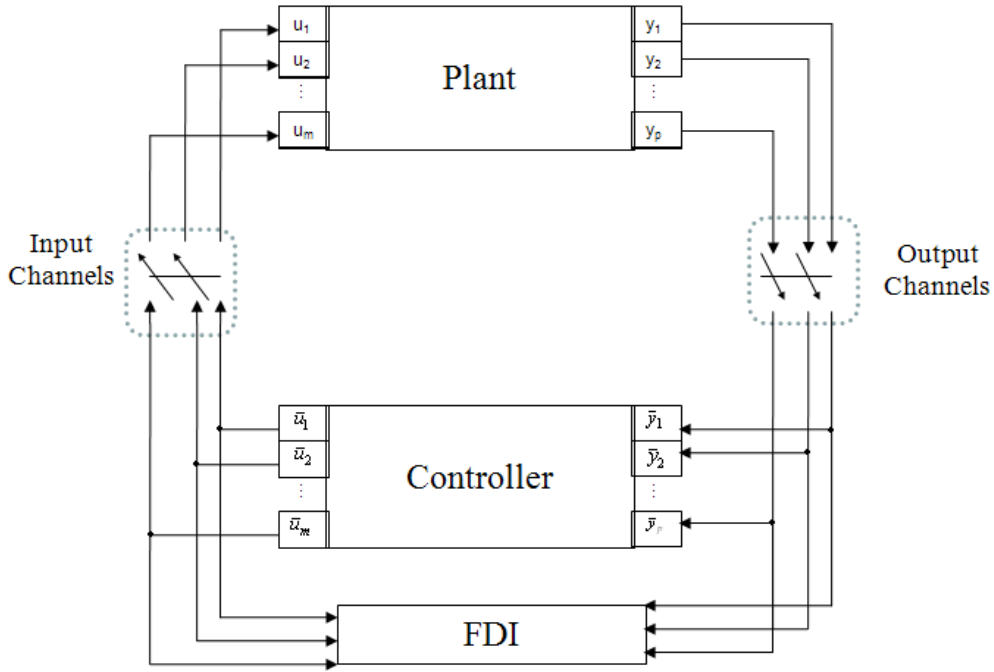 u₁
y₁
u₂
Plant
y₂
⋮
⋮
uₘ
yₚ
Input
Channels
Output
Channels
ū₁
ȳ₁
ū₂
Controller
ȳ₂
⋮
⋮
ūₘ
ȳₚ
FDI